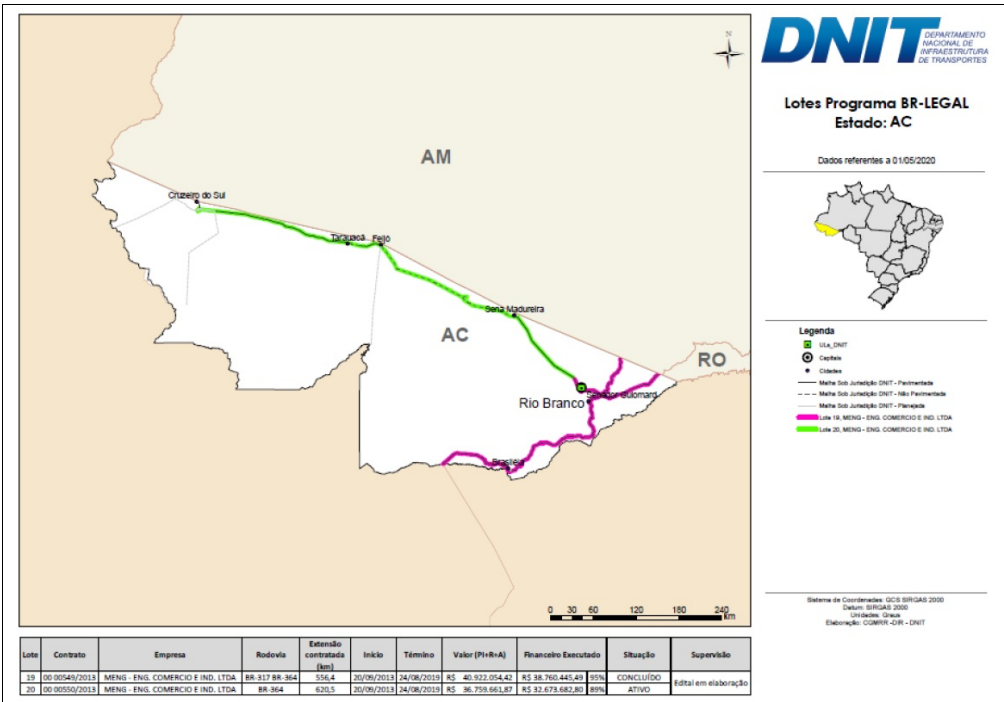 DNIT
DEPARTAMENTO
NACIONAL DE
INFRAESTRUTURA
DE TRANSPORTES
Lotes Programa BR-LEGAL
Estado: AC
Dados referentes a 01/05/2020
N
AM
Cruzeiro do Sul
Tarauacá
Feijó
Sena Madureira
AC
RO
Senador Guiomard
Rio Branco
Brasiléia
0 30 60 120 180 240
km
Legenda
ULs_DNIT
Capitais
Cidades
Malha Sob Jurisdição DNIT - Pavimentada
Malha Sob Jurisdição DNIT - Não Pavimentada
Malha Sob Jurisdição DNIT - Planejada
Lote 19, MENG - ENG. COMERCIO E IND. LTDA
Lote 20, MENG - ENG. COMERCIO E IND. LTDA
Sistema de Coordenadas: GCS SIRGAS 2000
Datum: SIRGAS 2000
Unidades: Graus
Elaboração: CGMRR -DIR - DNIT
Lote Contrato Empresa Rodovia Extensão contratada (km) Início Término Valor (PI+R+A) Financeiro Executado Situação Supervisão
19 00 00549/2013 MENG - ENG. COMERCIO E IND. LTDA BR-317 BR-364 556,4 20/09/2013 24/08/2019 R$ 40.922.054,42 R$ 38.760.445,49 95% CONCLUÍDO Edital em elaboração
20 00 00550/2013 MENG - ENG. COMERCIO E IND. LTDA BR-364 620,5 20/09/2013 24/08/2019 R$ 36.759.661,87 R$ 32.673.682,80 89% ATIVO